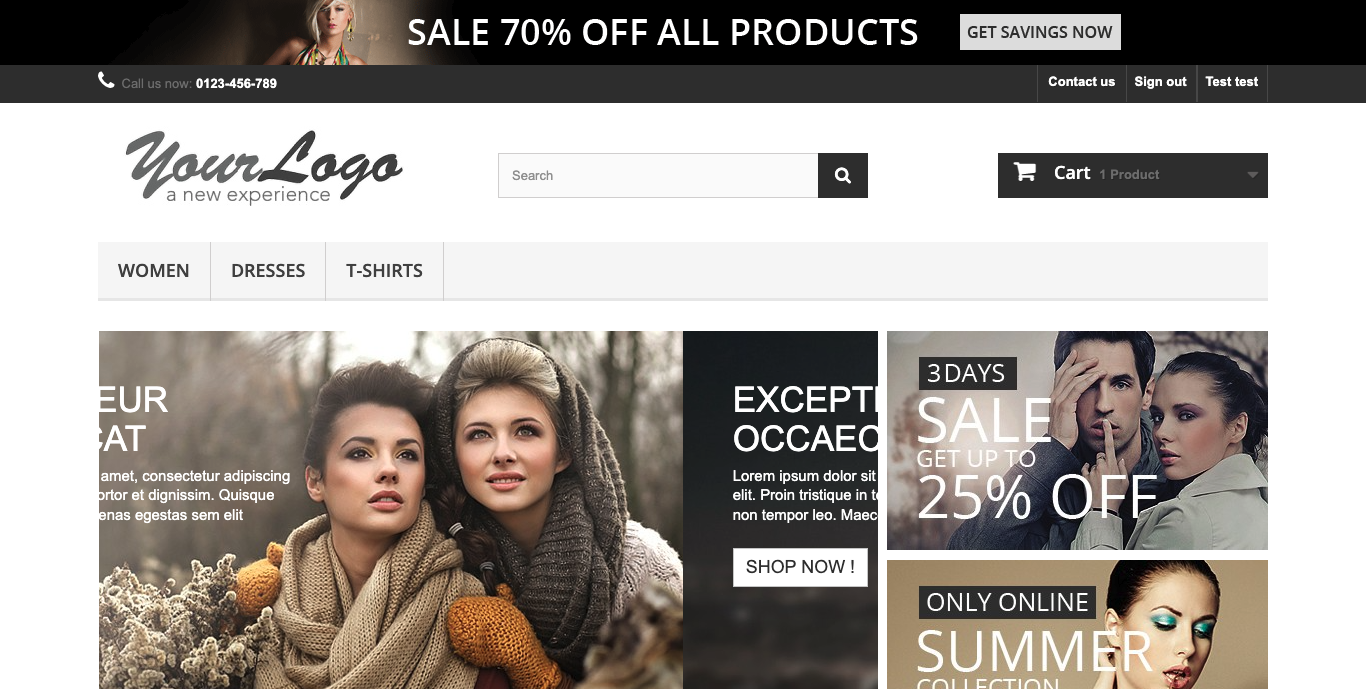 SALE 70% OFF ALL PRODUCTS GET SAVINGS NOW
Call us now: 0123-456-789 Contact us Sign out Test test
YourLogo
a new experience
Search
Cart 1 Product
WOMEN DRESSES T-SHIRTS
EUR
CAT
amet, consectetur adipiscing
ortor et dignissim. Quisque
enas egestas sem elit
EXCEPT
OCCAEC
Lorem ipsum dolor sit
elit. Proin tristique in t
non tempor leo. Maec
SHOP NOW !
3DAYS
SALE
GET UP TO
25% OFF
ONLY ONLINE
SUMMER
COLLECTION